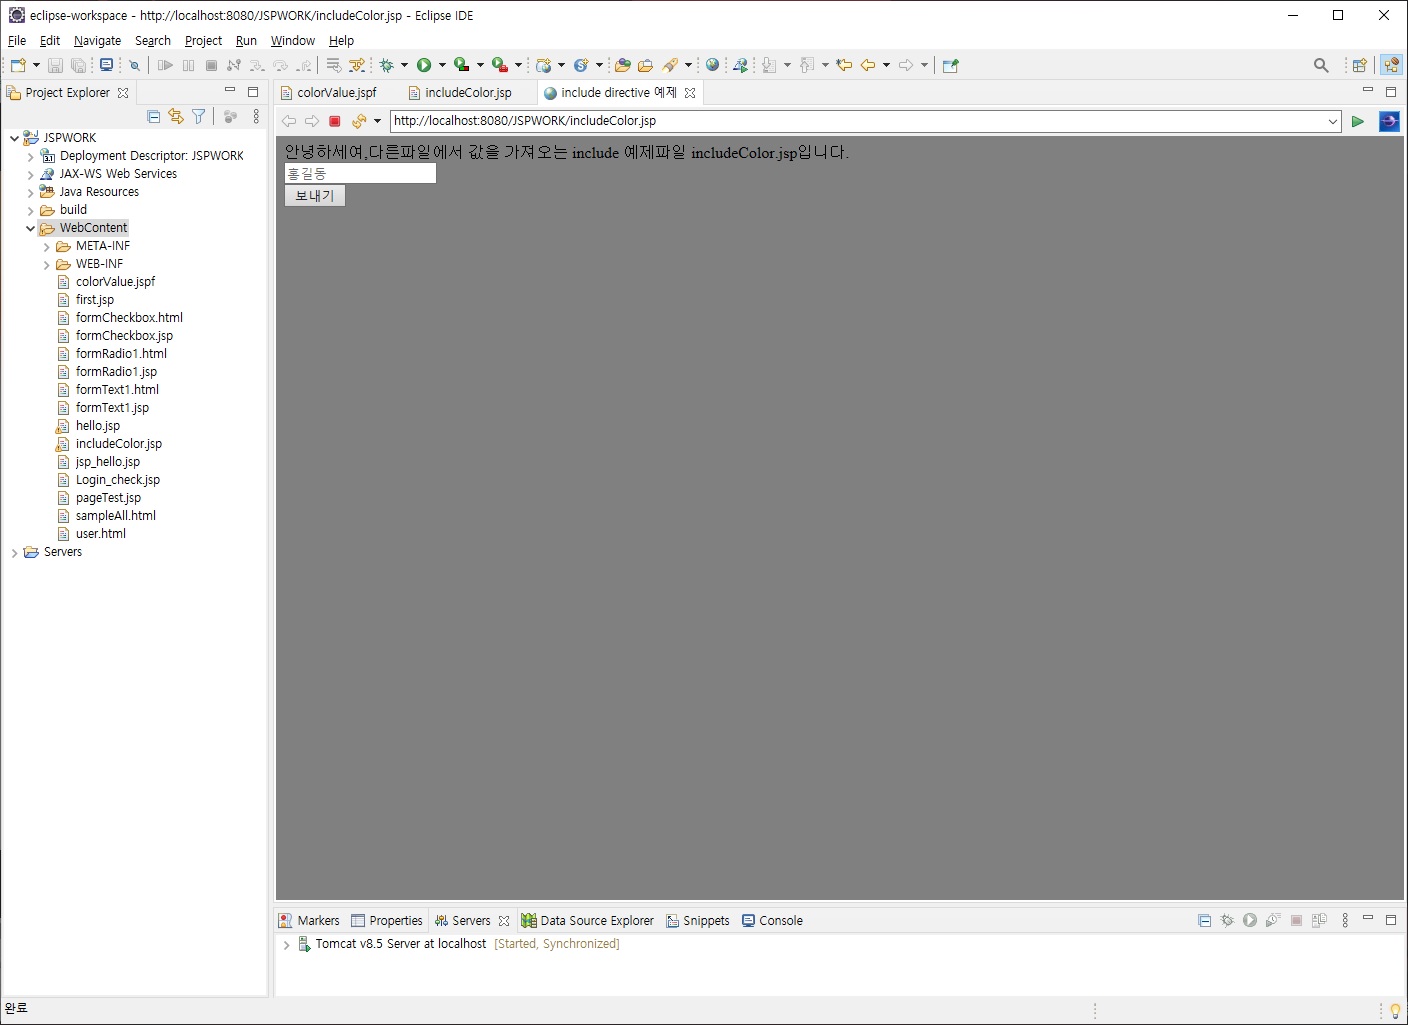 eclipse-workspace - http://localhost:8080/JSPWORK/includeColor.jsp - Eclipse IDE
File Edit Navigate Search Project Run Window Help
Project Explorer
JSPWORK
Deployment Descriptor: JSPWORK
JAX-WS Web Services
Java Resources
build
WebContent
META-INF
WEB-INF
colorValue.jspf
first.jsp
formCheckbox.html
formCheckbox.jsp
formRadio1.html
formRadio1.jsp
formText1.html
formText1.jsp
hello.jsp
includeColor.jsp
jsp_hello.jsp
Login_check.jsp
pageTest.jsp
sampleAll.html
user.html
Servers
colorValue.jspf includeColor.jsp include directive 예제
http://localhost:8080/JSPWORK/includeColor.jsp
안녕하세여,다른파일에서 값을 가져오는 include 예제파일 includeColor.jsp입니다.
홍길동
보내기
Markers Properties Servers Data Source Explorer Snippets Console
Tomcat v8.5 Server at localhost [Started, Synchronized]
완료